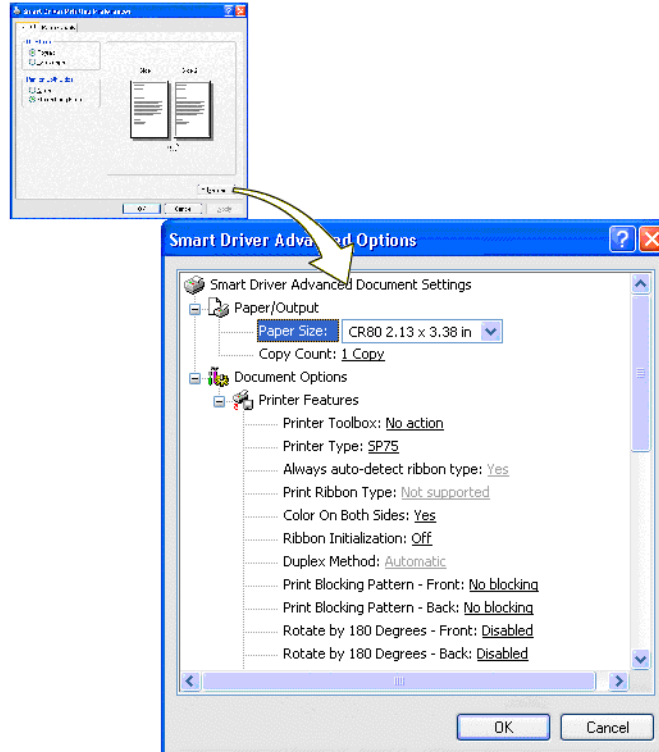 Smart Driver Advanced Options
Smart Driver Advanced Document Settings
Paper/Output
Paper Size: CR80 2.13 x 3.38 in
Copy Count: 1 Copy
Document Options
Printer Features
Printer Toolbox: No action
Printer Type: SP75
Always auto-detect ribbon type: Yes
Print Ribbon Type: Not supported
Color On Both Sides: Yes
Ribbon Initialization: Off
Duplex Method: Automatic
Print Blocking Pattern - Front: No blocking
Print Blocking Pattern - Back: No blocking
Rotate by 180 Degrees - Front: Disabled
Rotate by 180 Degrees - Back: Disabled
OK Cancel